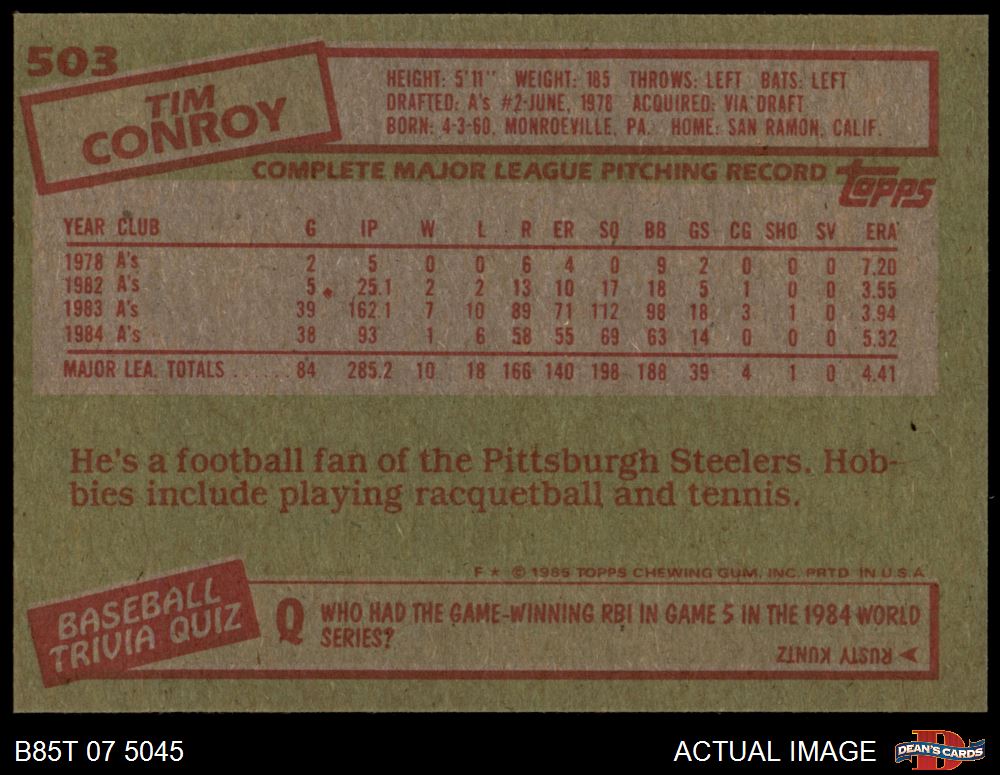 503
TIM
CONROY
HEIGHT: 5'11" WEIGHT: 185 THROWS: LEFT BATS: LEFT
DRAFTED: A's #2-JUNE, 1978 ACQUIRED: VIA DRAFT
BORN: 4-3-60, MONROEVILLE, PA. HOME: SAN RAMON, CALIF.
COMPLETE MAJOR LEAGUE PITCHING RECORD
Topps
YEAR CLUB G IP W L R ER SO BB GS CG SHO SV ERA
1978 A's 2 5 0 0 6 4 0 9 2 0 0 0 7.20
1982 A's 5 25.1 2 2 13 10 17 18 5 1 0 0 3.55
1983 A's 39 162.1 7 10 89 71 112 98 18 3 1 0 3.94
1984 A's 38 93 1 6 58 55 69 63 14 0 0 0 5.32
MAJOR LEA. TOTALS ...... 84 285.2 10 18 166 140 198 188 39 4 1 0 4.41
He's a football fan of the Pittsburgh Steelers. Hob-
bies include playing racquetball and tennis.
F ★ © 1985 TOPPS CHEWING GUM, INC. PRTD. IN U.S.A.
BASEBALL
TRIVIA QUIZ
Q WHO HAD THE GAME-WINNING RBI IN GAME 5 IN THE 1984 WORLD
SERIES?
RUSTY KUNTZ
B85T 07 5045
ACTUAL IMAGE
DEAN'S CARDS